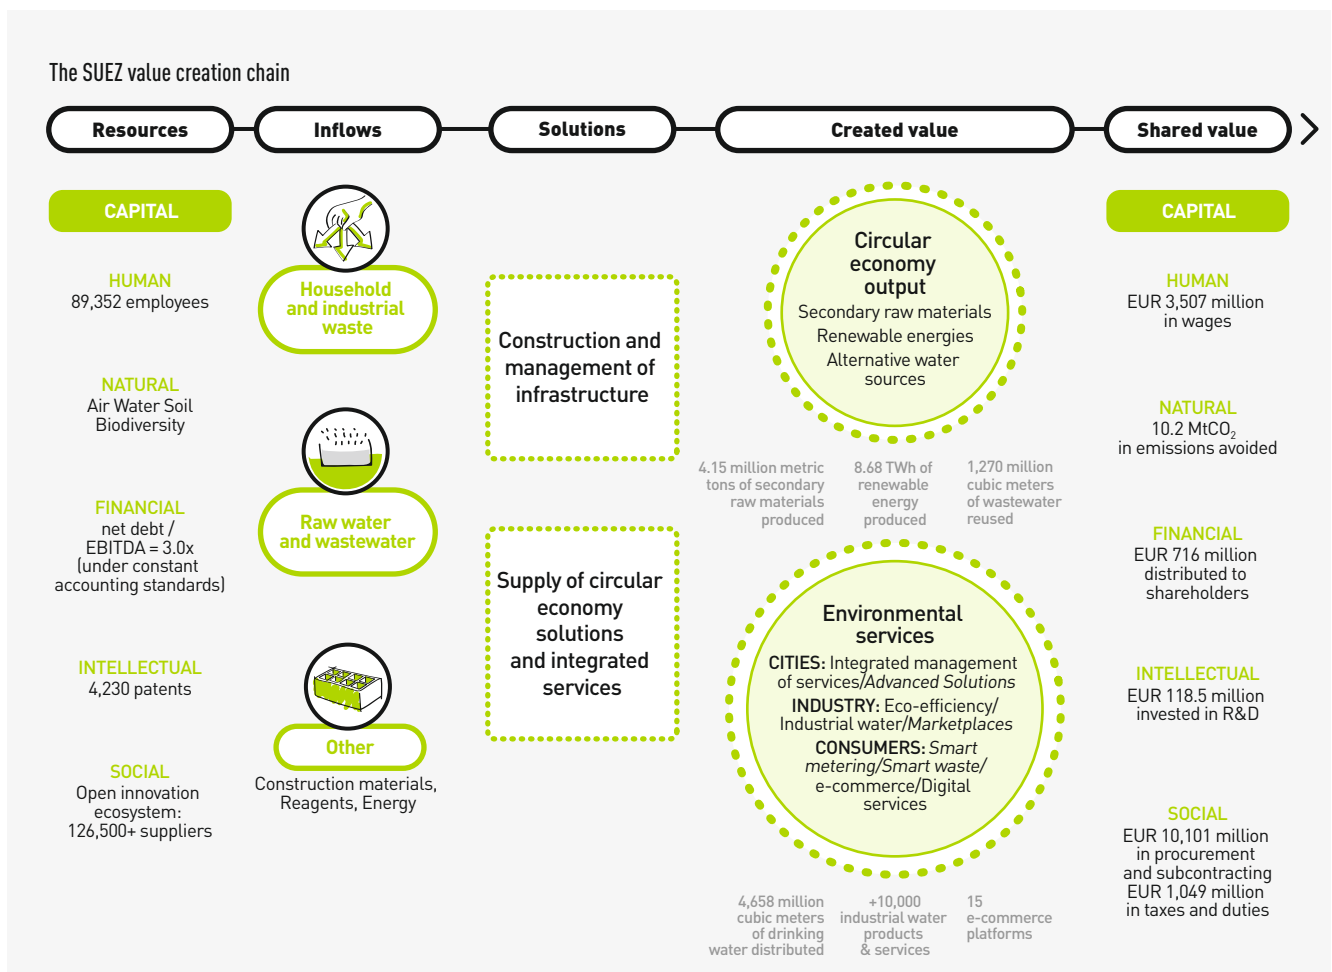 The SUEZ value creation chain
Resources
Inflows
Solutions
Created value
Shared value
CAPITAL
HUMAN
89,352 employees
NATURAL
Air Water Soil
Biodiversity
FINANCIAL
net debt /
EBITDA = 3.0x
(under constant
accounting standards)
INTELLECTUAL
4,230 patents
SOCIAL
Open innovation
ecosystem:
126,500+ suppliers
Household
and industrial
waste
Raw water
and wastewater
Other
Construction materials,
Reagents, Energy
Construction and
management of
infrastructure
Supply of circular
economy
solutions
and integrated
services
Circular
economy
output
Secondary raw materials
Renewable energies
Alternative water
sources
4.15 million metric
tons of secondary
raw materials
produced
8.68 TWh of
renewable
energy
produced
1,270 million
cubic meters
of wastewater
reused
Environmental
services
CITIES: Integrated management
of services/Advanced Solutions
INDUSTRY: Eco-efficiency/
Industrial water/Marketplaces
CONSUMERS: Smart
metering/Smart waste/
e-commerce/Digital
services
4,658 million
cubic meters
of drinking
water distributed
+10,000
industrial water
products
& services
15
e-commerce
platforms
CAPITAL
HUMAN
EUR 3,507 million
in wages
NATURAL
10.2 MtCO₂
in emissions avoided
FINANCIAL
EUR 716 million
distributed to
shareholders
INTELLECTUAL
EUR 118.5 million
invested in R&D
SOCIAL
EUR 10,101 million
in procurement
and subcontracting
EUR 1,049 million
in taxes and duties